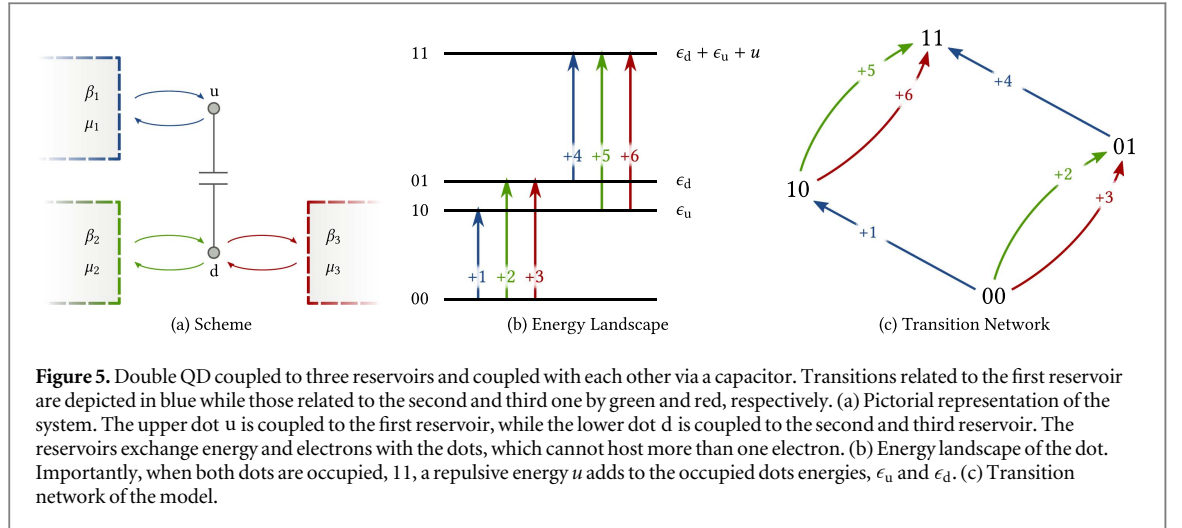 β₁
μ₁
u
β₂
μ₂
d
β₃
μ₃
(a) Scheme
11
ϵ_d + ϵ_u + u
+4
+5
+6
01
ϵ_d
10
ϵ_u
+1
+2
+3
00
(b) Energy Landscape
11
+5
+4
+6
01
+2
10
+3
+1
00
(c) Transition Network
Figure 5. Double QD coupled to three reservoirs and coupled with each other via a capacitor. Transitions related to the first reservoir
are depicted in blue while those related to the second and third one by green and red, respectively. (a) Pictorial representation of the
system. The upper dot u is coupled to the first reservoir, while the lower dot d is coupled to the second and third reservoir. The
reservoirs exchange energy and electrons with the dots, which cannot host more than one electron. (b) Energy landscape of the dot.
Importantly, when both dots are occupied, 11, a repulsive energy u adds to the occupied dots energies, ϵ_u and ϵ_d. (c) Transition
network of the model.